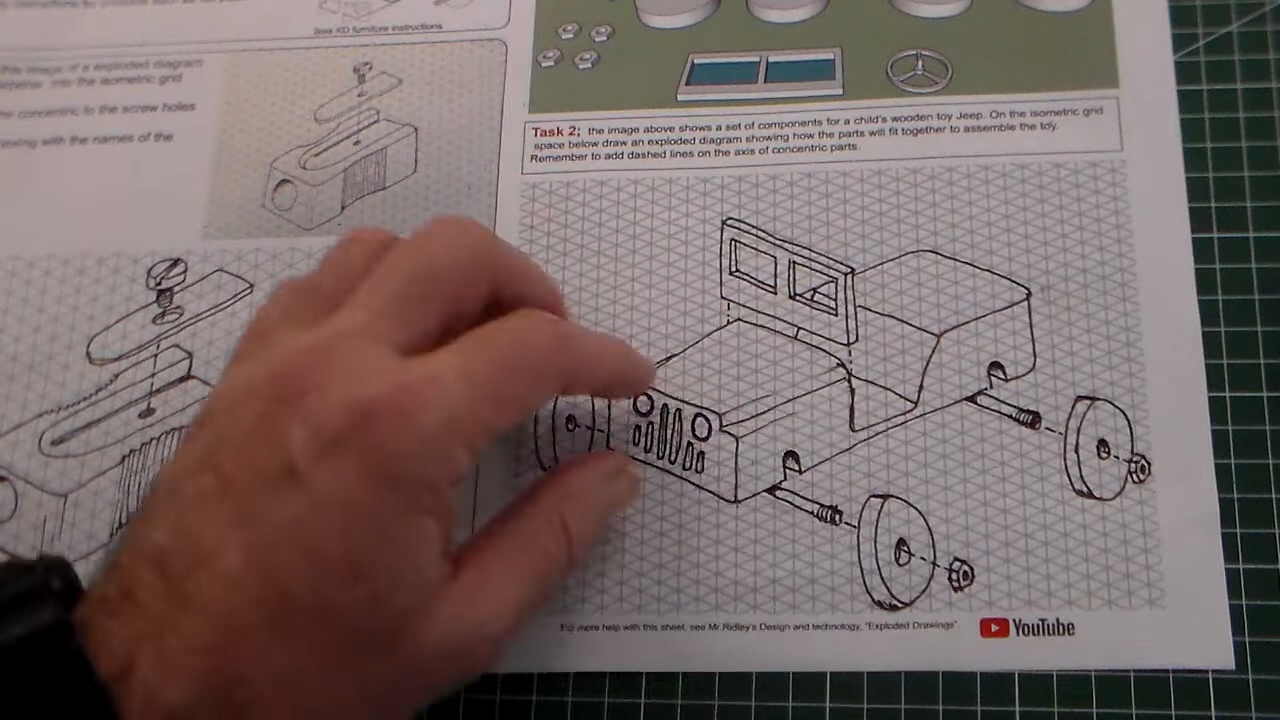 Ikea KD furniture instructions
image of a exploded diagram
into the isometric grid
concentric to the screw holes
with the names of the
Task 2; the image above shows a set of components for a child's wooden toy Jeep. On the isometric grid
space below draw an exploded diagram showing how the parts will fit together to assemble the toy.
Remember to add dashed lines on the axis of concentric parts.
For more help with this sheet, see Mr Ridley's Design and technology, "Exploded Drawings"
YouTube